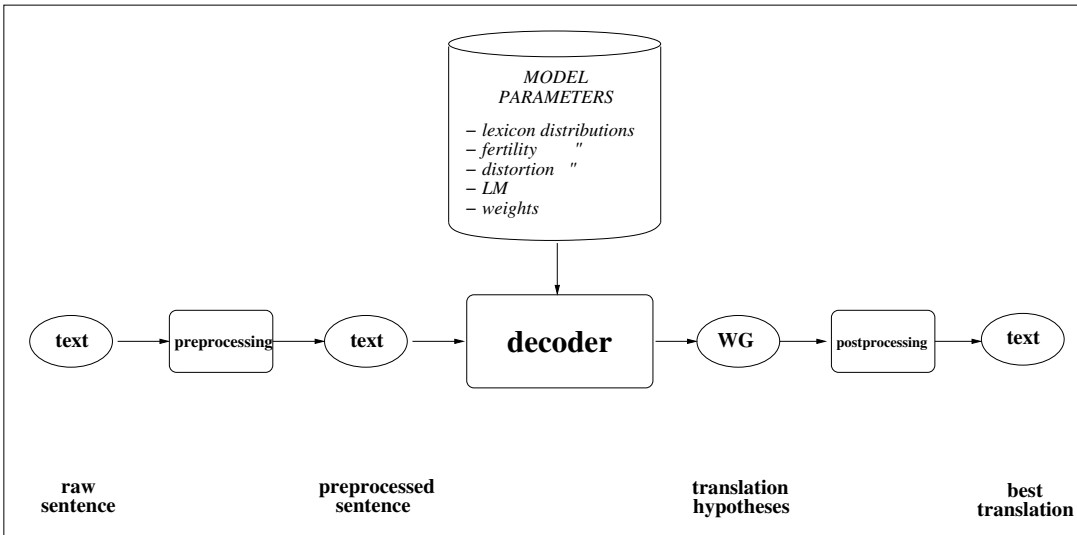 MODEL
PARAMETERS
– lexicon distributions
– fertility "
– distortion "
– LM
– weights
text
preprocessing
text
decoder
WG
postprocessing
text
raw
sentence
preprocessed
sentence
translation
hypotheses
best
translation